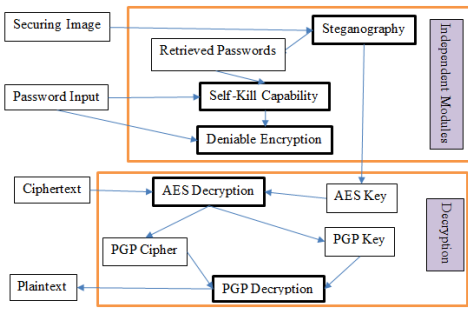 Securing Image
Steganography
Retrieved Passwords
Password Input
Self-Kill Capability
Deniable Encryption
Independent Modules
Ciphertext
AES Decryption
AES Key
PGP Cipher
PGP Key
Plaintext
PGP Decryption
Decryption